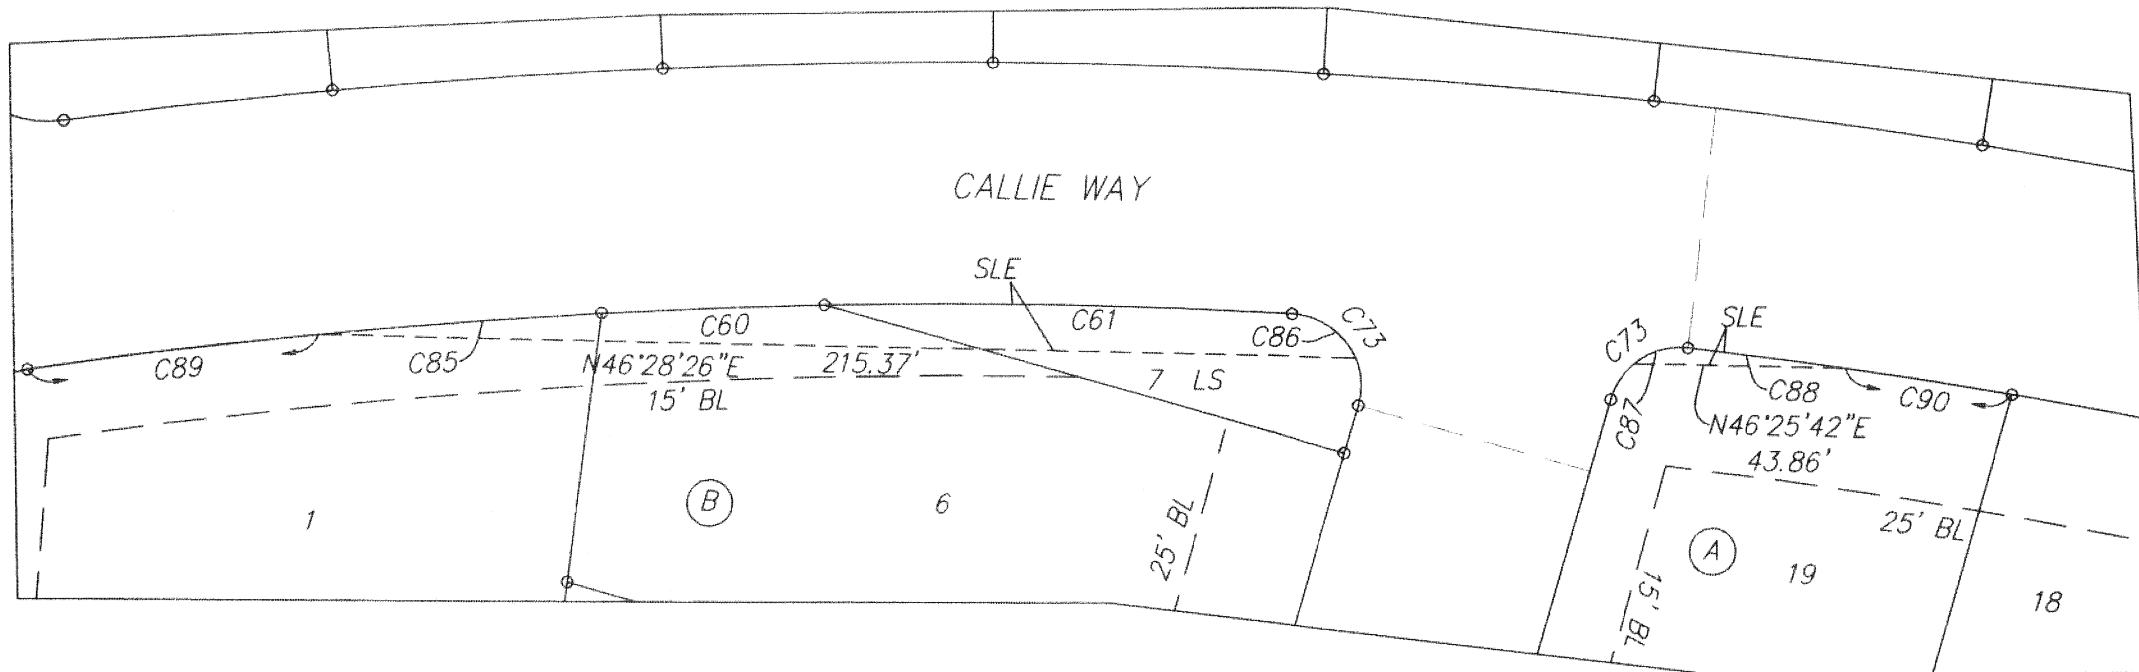 CALLIE WAY
SLE
C60
C61
C86
C73
C73
SLE
C89
C85
N46°28'26"E
215.37'
15' BL
7 LS
C87
C88
C90
N46°25'42"E
43.86'
1
B
6
25' BL
25' BL
A
19
15' BL
18